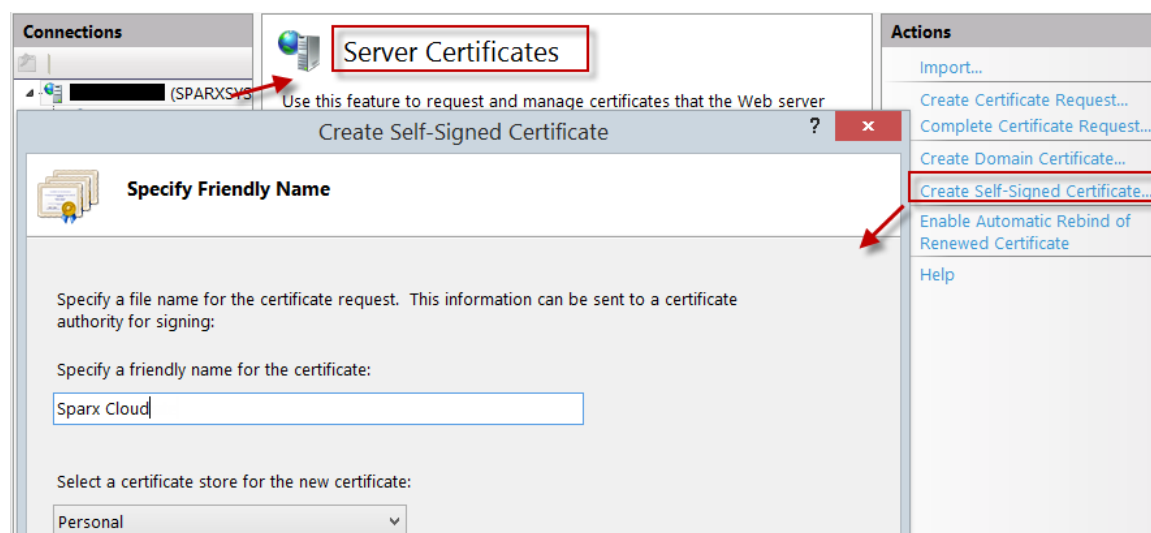 Connections
(SPARXSYS
Server Certificates
Use this feature to request and manage certificates that the Web server
Create Self-Signed Certificate
?
x
Specify Friendly Name
Specify a file name for the certificate request. This information can be sent to a certificate
authority for signing:
Specify a friendly name for the certificate:
Sparx Cloud
Select a certificate store for the new certificate:
Personal
Actions
Import...
Create Certificate Request...
Complete Certificate Request...
Create Domain Certificate...
Create Self-Signed Certificate...
Enable Automatic Rebind of
Renewed Certificate
Help